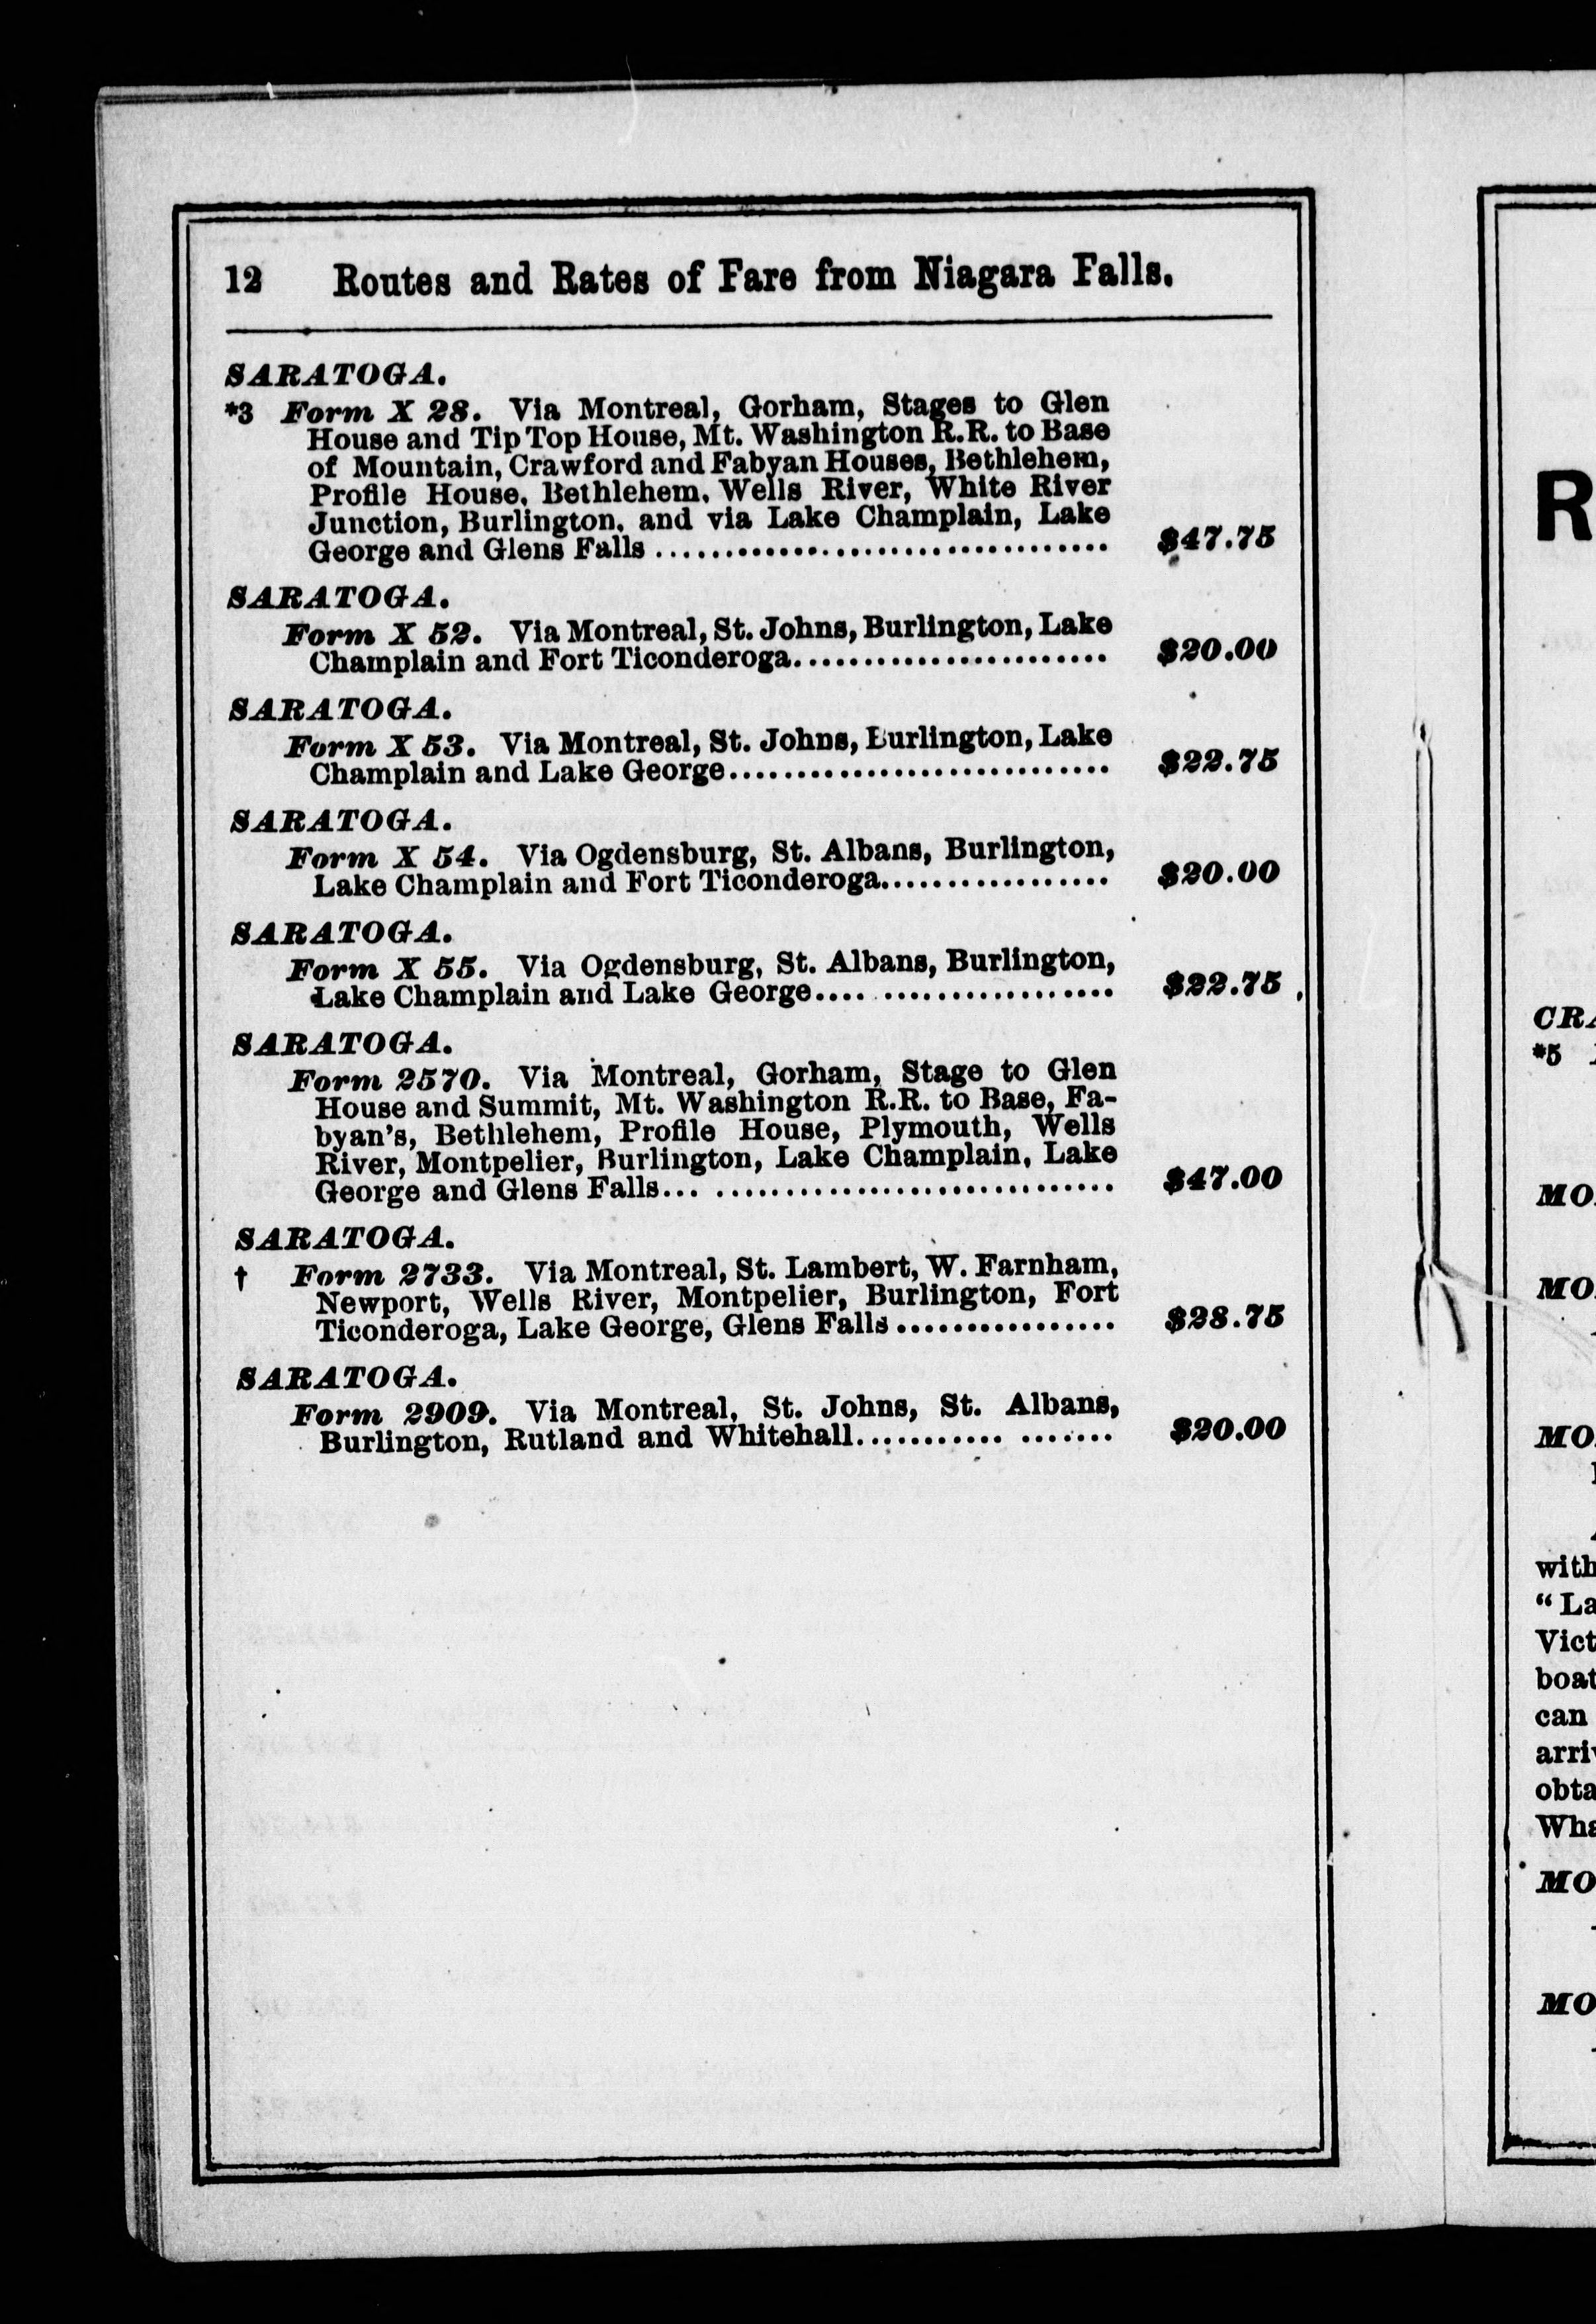 12 Routes and Rates of Fare from Niagara Falls.
SARATOGA.
*3 Form X 28. Via Montreal, Gorham, Stages to Glen
House and Tip Top House, Mt. Washington R.R. to Base
of Mountain, Crawford and Fabyan Houses, Bethlehem,
Profile House, Bethlehem, Wells River, White River
Junction, Burlington, and via Lake Champlain, Lake
George and Glens Falls .................................. $47.75
SARATOGA.
Form X 52. Via Montreal, St. Johns, Burlington, Lake
Champlain and Fort Ticonderoga........................ $20.00
SARATOGA.
Form X 53. Via Montreal, St. Johns, Burlington, Lake
Champlain and Lake George............................. $22.75
SARATOGA.
Form X 54. Via Ogdensburg, St. Albans, Burlington,
Lake Champlain and Fort Ticonderoga.................. $20.00
SARATOGA.
Form X 55. Via Ogdensburg, St. Albans, Burlington,
Lake Champlain and Lake George.... .................. $22.75
SARATOGA.
Form 2570. Via Montreal, Gorham, Stage to Glen
House and Summit, Mt. Washington R.R. to Base, Fa-
byan's, Bethlehem, Profile House, Plymouth, Wells
River, Montpelier, Burlington, Lake Champlain, Lake
George and Glens Falls... .............................. $47.00
SARATOGA.
† Form 2733. Via Montreal, St. Lambert, W. Farnham,
Newport, Wells River, Montpelier, Burlington, Fort
Ticonderoga, Lake George, Glens Falls ................ $28.75
SARATOGA.
Form 2909. Via Montreal, St. Johns, St. Albans,
Burlington, Rutland and Whitehall........... ....... $20.00
R
CRA
*5
MO
MO
MO
with
"La
Vict
boat
can
arriv
obta
Wha
MO
MO